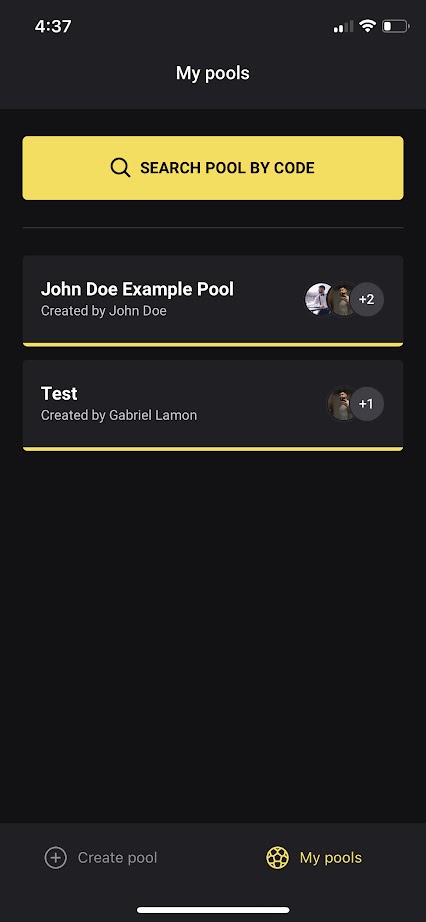 4:37
My pools
SEARCH POOL BY CODE
John Doe Example Pool
Created by John Doe
+2
Test
Created by Gabriel Lamon
+1
Create pool
My pools